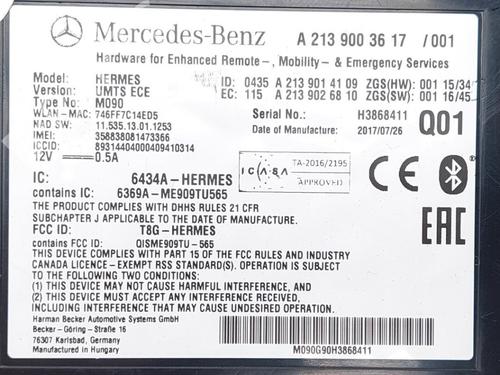 Mercedes-Benz A 213 900 3617 /001
Hardware for Enhanced Remote-, Mobility- & Emergency Services
Model: HERMES ID: 0435 A 213 901 41 09 ZGS(HW): 001 15/34
Version: UMTS ECE EC: 115 A 213 902 68 10 ZGS(SW): 001 16/45
Type No: M090
WLAN-MAC: 746FF7C14ED5 Serial No.: H3868411
NAD SW: 11.535.13.01.1253 Date of Manufacture: 2017/07/26 Q01
IMEI: 358838081473366
ICCID: 89314404000409410314
12V 0.5A
ICASA TA-2016/2195
APPROVED
IC: 6434A-HERMES
contains IC: 6369A-ME909TU565
THE PRODUCT COMPLIES WITH DHHS RULES 21 CFR
SUBCHAPTER J APPLICABLE TO THE DATE OF MANUFACTURE.
FCC ID: T8G-HERMES
contains FCC ID: QISME909TU-565
THIS DEVICE COMPLIES WITH PART 15 OF THE FCC RULES AND INDUSTRY
CANADA LICENCE - EXEMPT RSS STANDARD(S). OPERATION IS SUBJECT TO
THE FOLLOWING TWO CONDITIONS:
(1) THIS DEVICE MAY NOT CAUSE HARMFUL INTERFERENCE, AND
(2) THIS DEVICE MUST ACCEPT ANY INTERFERENCE RECEIVED,
INCLUDING INTERFERENCE THAT MAY CAUSE UNDESIRED OPERATION.
CE
EAC
Harman Becker Automotive Systems GmbH
Becker - Göring - Straße 16
76307 Karlsbad, Germany
Manufactured in Hungary
M090G90H3868411